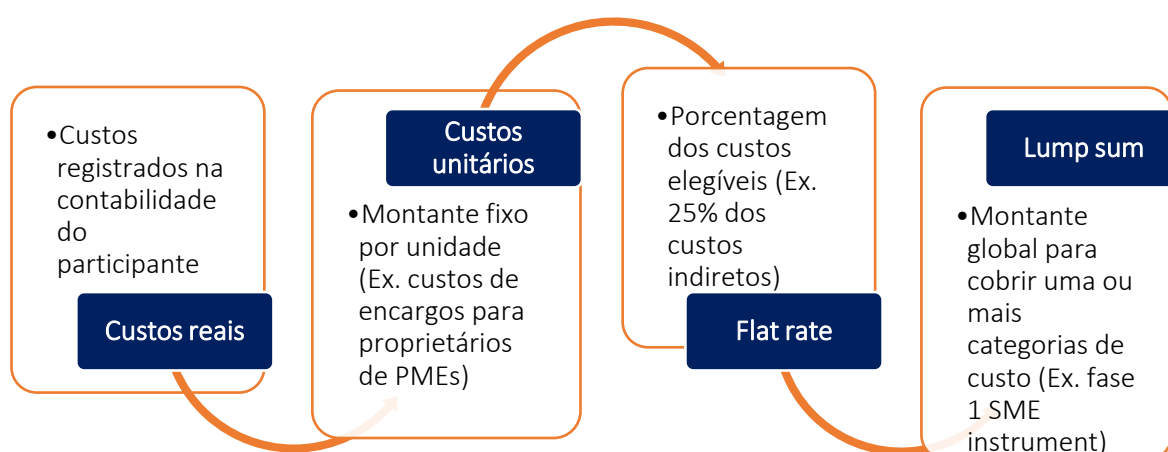 •Custos
registrados na
contabilidade
do
participante
Custos reais
Custos
unitários
•Montante fixo
por unidade
(Ex. custos de
encargos para
proprietários
de PMEs)
•Porcentagem
dos custos
elegíveis (Ex.
25% dos
custos
indiretos)
Flat rate
Lump sum
•Montante
global para
cobrir uma ou
mais
categorias de
custo (Ex. fase
1 SME
instrument)